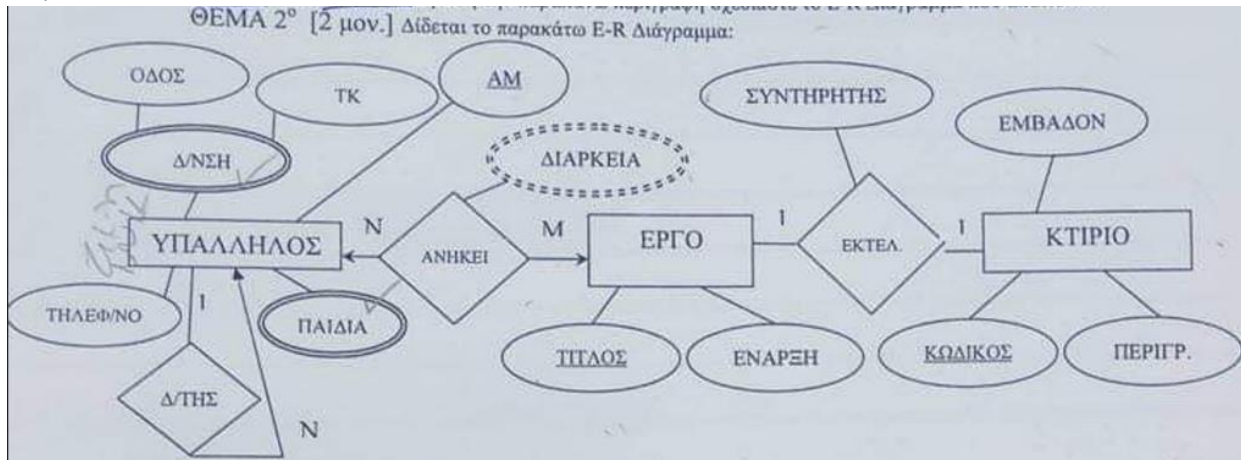 ΘΕΜΑ 2° [2 μον.] Δίδεται το παρακάτω E-R Διάγραμμα:
ΟΔΟΣ
ΤΚ
ΑΜ
ΣΥΝΤΗΡΗΤΗΣ
ΕΜΒΑΔΟΝ
Δ/ΝΣΗ
ΔΙΑΡΚΕΙΑ
ΥΠΑΛΛΗΛΟΣ
N
ΑΝΗΚΕΙ
M
ΕΡΓΟ
1
ΕΚΤΕΛ.
1
ΚΤΙΡΙΟ
ΤΗΛΕΦ/ΝΟ
1
ΠΑΙΔΙΑ
ΤΙΤΛΟΣ
ΕΝΑΡΞΗ
ΚΩΔΙΚΟΣ
ΠΕΡΙΓΡ.
Δ/ΤΗΣ
N